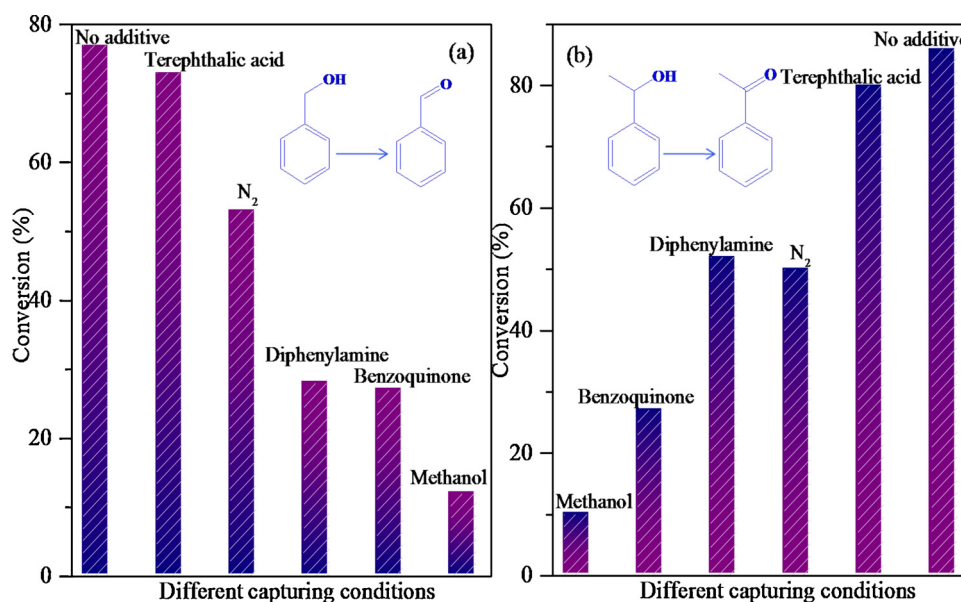 80
60
40
20
0
Conversion (%)
No additive
(a)
Terephthalic acid
OH
O
N2
Diphenylamine
Benzoquinone
Methanol
Different capturing conditions
80
60
40
20
0
Conversion (%)
(b)
No additive
Terephthalic acid
OH
O
Diphenylamine
N2
Benzoquinone
Methanol
Different capturing conditions